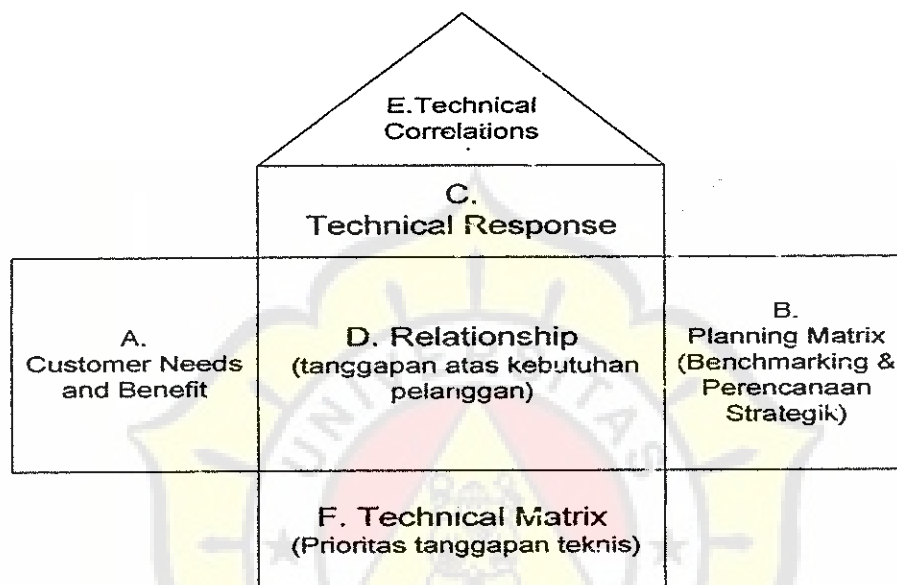 E.Technical
Correlations
C.
Technical Response
A.
Customer Needs
and Benefit
D. Relationship
(tanggapan atas kebutuhan
pelanggan)
B.
Planning Matrix
(Benchmarking &
Perencanaan
Strategik)
F. Technical Matrix
(Prioritas tanggapan teknis)